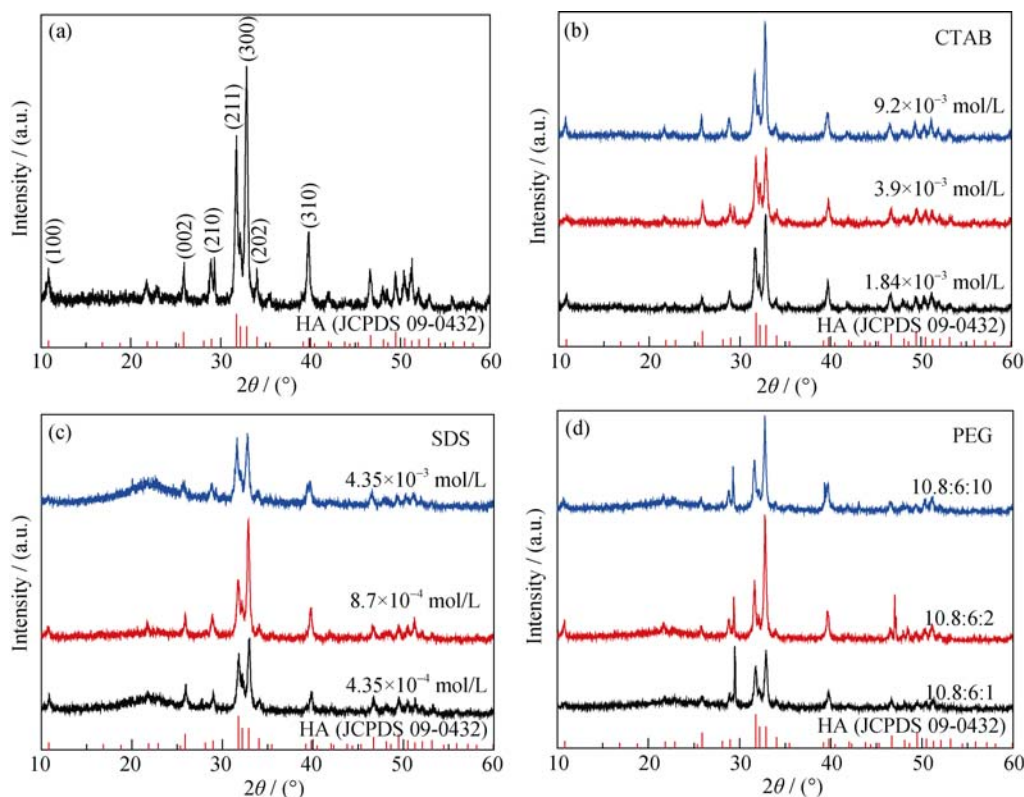 (a)
(100)
(002)
(210)
(211)
(300)
(202)
(310)
HA (JCPDS 09-0432)
Intensity / (a.u.)
10 20 30 40 50 60
2θ / (°)
(b)
CTAB
9.2×10⁻³ mol/L
3.9×10⁻³ mol/L
1.84×10⁻³ mol/L
HA (JCPDS 09-0432)
Intensity / (a.u.)
10 20 30 40 50 60
2θ / (°)
(c)
SDS
4.35×10⁻³ mol/L
8.7×10⁻⁴ mol/L
4.35×10⁻⁴ mol/L
HA (JCPDS 09-0432)
Intensity / (a.u.)
10 20 30 40 50 60
2θ / (°)
(d)
PEG
10.8:6:10
10.8:6:2
10.8:6:1
HA (JCPDS 09-0432)
Intensity / (a.u.)
10 20 30 40 50 60
2θ / (°)